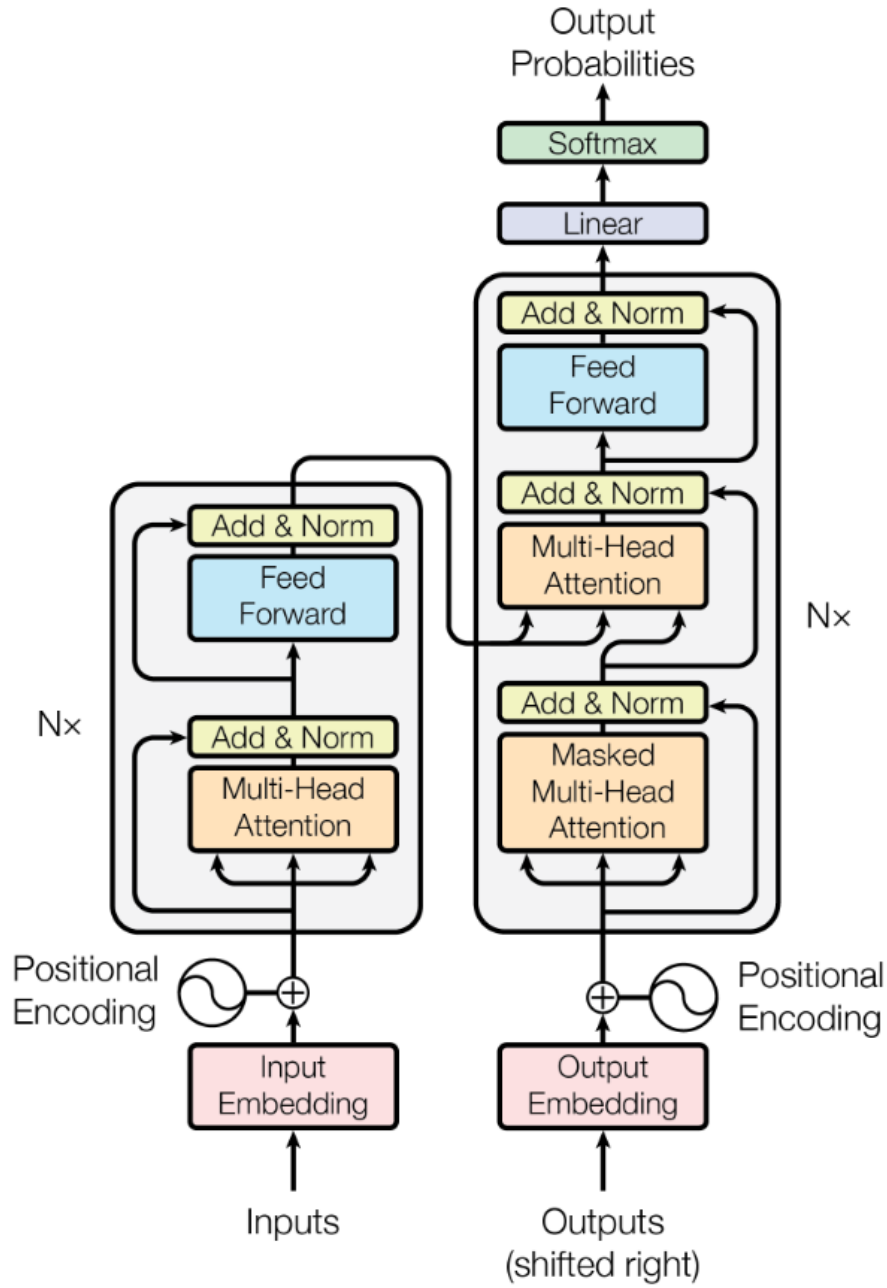 Output
Probabilities
Softmax
Linear
Add & Norm
Feed
Forward
Add & Norm
Multi-Head
Attention
Add & Norm
Masked
Multi-Head
Attention
N×
Add & Norm
Feed
Forward
Add & Norm
Multi-Head
Attention
N×
Positional
Encoding
Positional
Encoding
Input
Embedding
Output
Embedding
Inputs
Outputs
(shifted right)